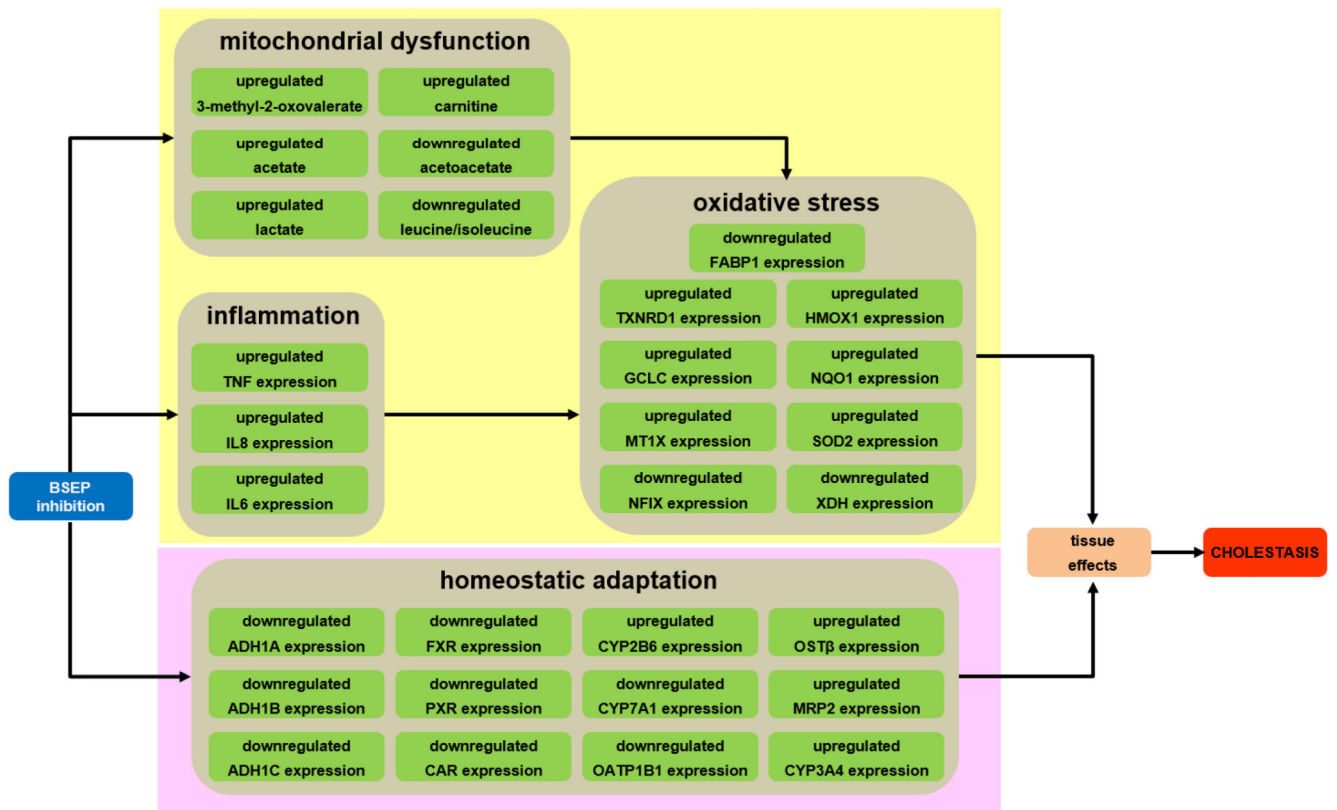 mitochondrial dysfunction
upregulated
3-methyl-2-oxovalerate
upregulated
carnitine
upregulated
acetate
downregulated
acetoacetate
upregulated
lactate
downregulated
leucine/isoleucine
oxidative stress
downregulated
FABP1 expression
upregulated
TXNRD1 expression
upregulated
HMOX1 expression
upregulated
GCLC expression
upregulated
NQO1 expression
upregulated
MT1X expression
upregulated
SOD2 expression
downregulated
NFIX expression
downregulated
XDH expression
inflammation
upregulated
TNF expression
upregulated
IL8 expression
upregulated
IL6 expression
BSEP
inhibition
tissue
effects
CHOLESTASIS
homeostatic adaptation
downregulated
ADH1A expression
downregulated
FXR expression
upregulated
CYP2B6 expression
upregulated
OSTβ expression
downregulated
ADH1B expression
downregulated
PXR expression
downregulated
CYP7A1 expression
upregulated
MRP2 expression
downregulated
ADH1C expression
downregulated
CAR expression
downregulated
OATP1B1 expression
upregulated
CYP3A4 expression